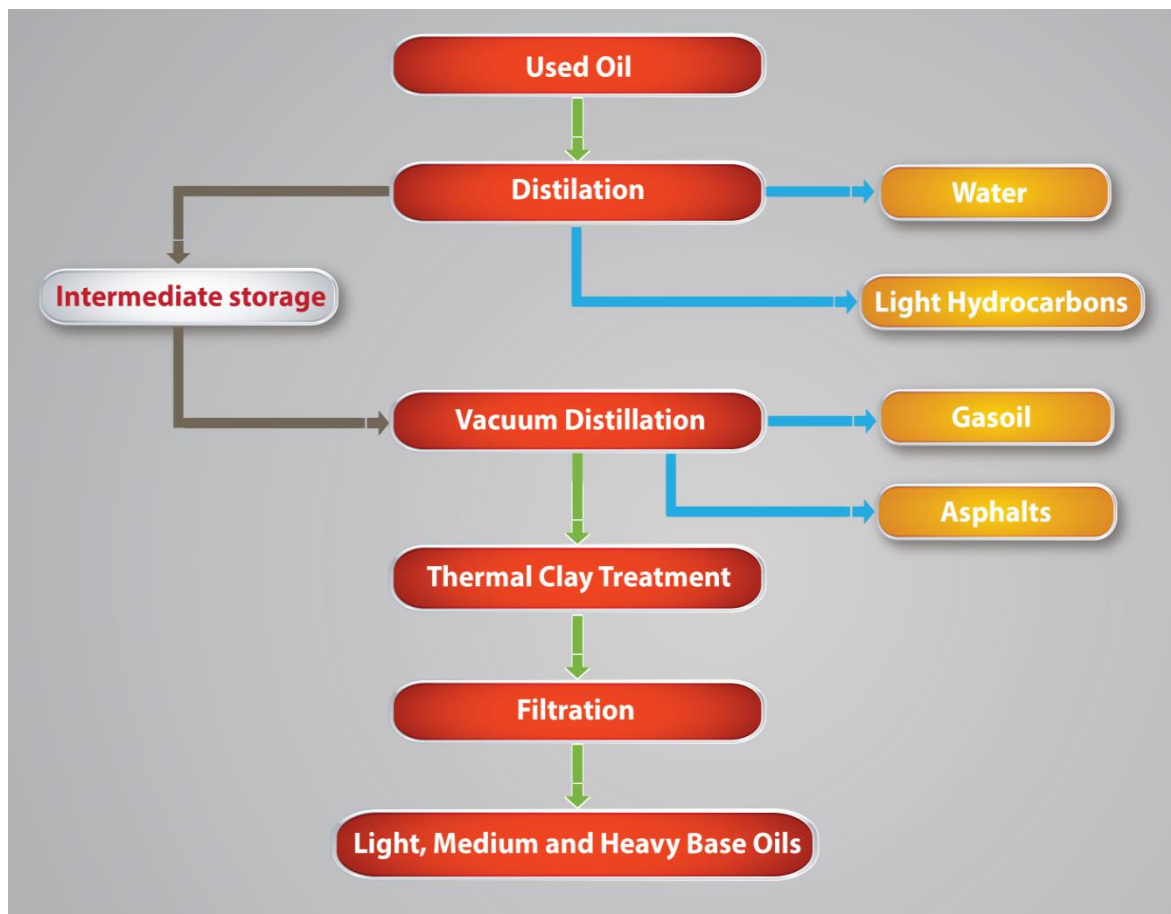 Used Oil
Distilation
Water
Intermediate storage
Light Hydrocarbons
Vacuum Distillation
Gasoil
Asphalts
Thermal Clay Treatment
Filtration
Light, Medium and Heavy Base Oils